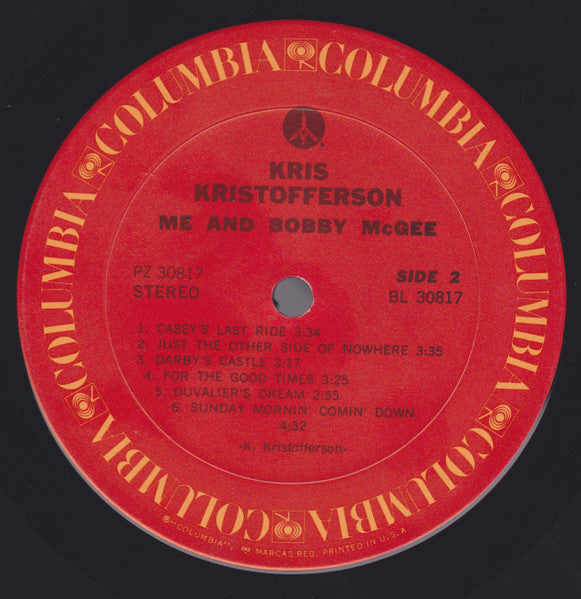 COLUMBIA COLUMBIA COLUMBIA COLUMBIA COLUMBIA COLUMBIA
KRIS
KRISTOFFERSON
ME AND BOBBY McGEE
PZ 30817
STEREO
SIDE 2
BL 30817
1. CASEY'S LAST RIDE 3:34
2. JUST THE OTHER SIDE OF NOWHERE 3:35
3. DARBY'S CASTLE 3:17
4. FOR THE GOOD TIMES 3:25
5. DUVALIER'S DREAM 2:55
6. SUNDAY MORNIN' COMIN' DOWN
4:32
-K. Kristofferson-
®"COLUMBIA", MARCAS REG. PRINTED IN U.S.A.